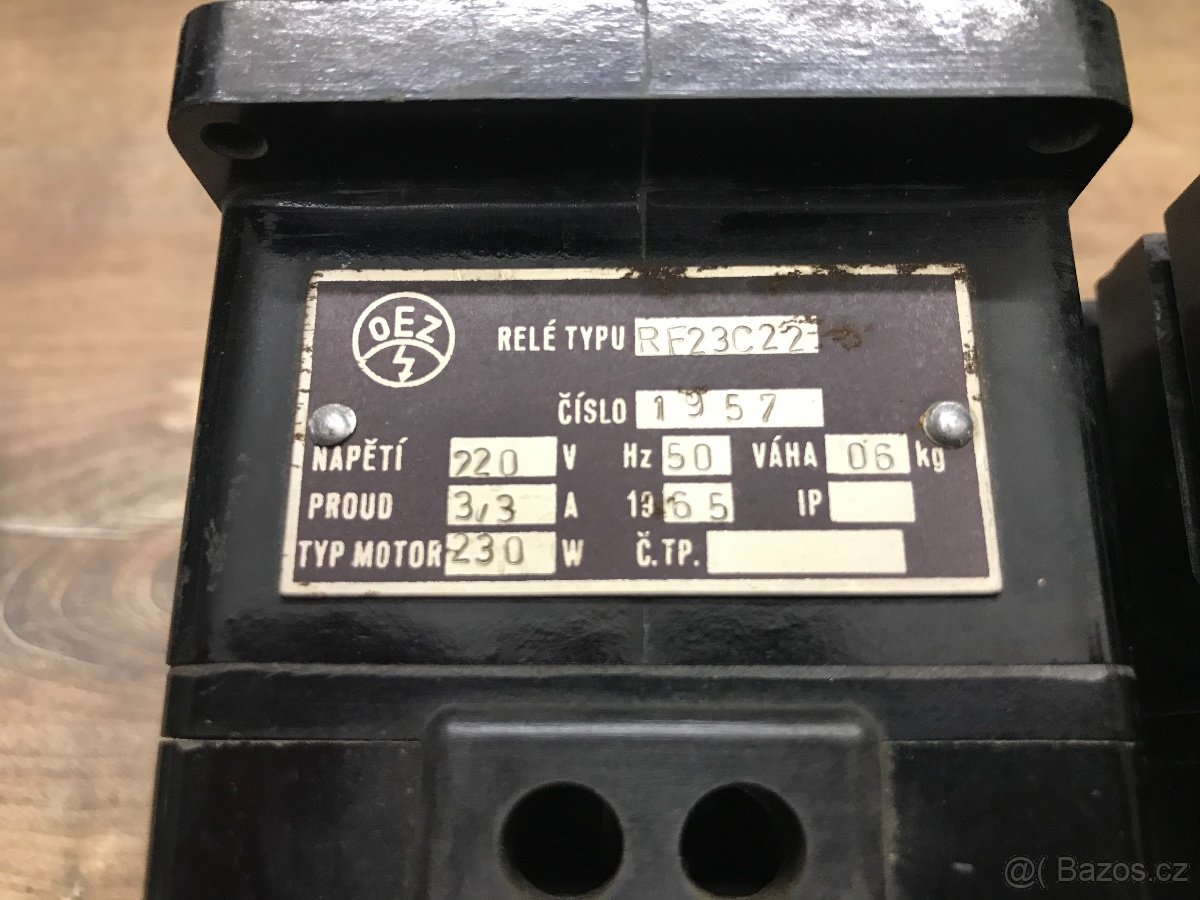 OEZ
RELÉ TYPU RF23C22
ČÍSLO 1957
NAPĚTÍ 220 V Hz 50 VÁHA 06 kg
PROUD 3,3 A 1965 IP
TYP MOTOR 230 W Č.TP.
@( Bazos.cz